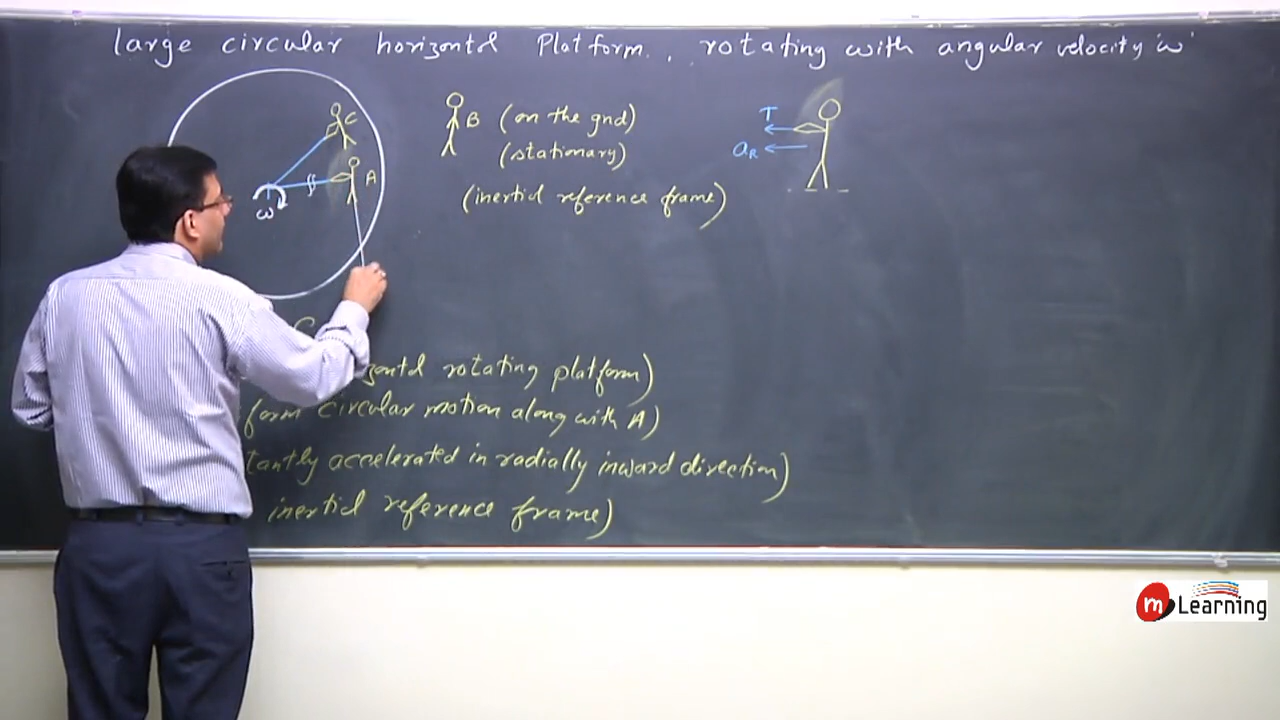 large circular horizontal Platform.. rotating with angular velocity 'ω'
C
A
ω
B (on the gnd)
(stationary)
(inertial reference frame)
T
aR
C
rotating platform)
circular motion along with A)
tantly accelerated in radially inward direction)
inertial reference frame)
m Learning